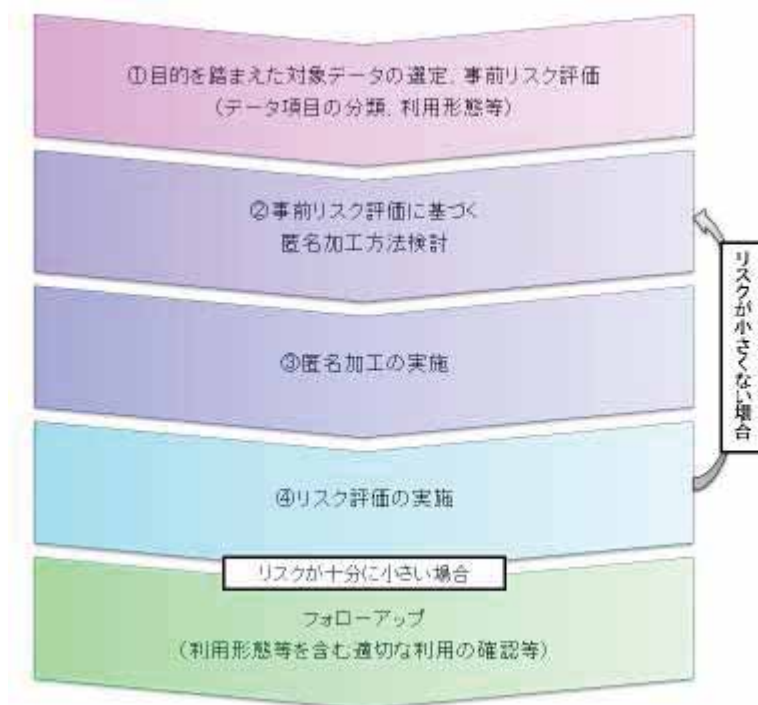 ①目的を踏まえた対象データの選定、事前リスク評価
（データ項目の分類、利用形態等）
②事前リスク評価に基づく
匿名加工方法検討
③匿名加工の実施
④リスク評価の実施
リスクが小さくない場合
リスクが十分に小さい場合
フォローアップ
（利用形態等を含む適切な利用の確認等）